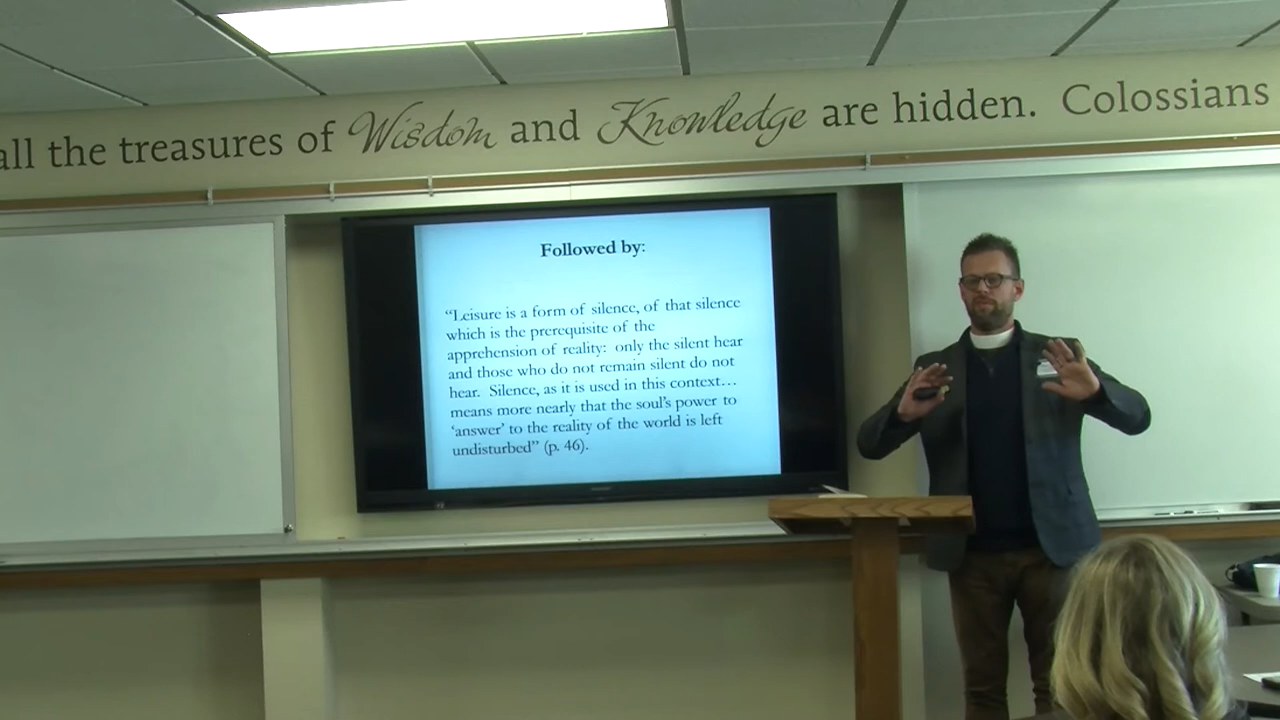 all the treasures of Wisdom and Knowledge are hidden. Colossians
Followed by:
“Leisure is a form of silence, of that silence
which is the prerequisite of the
apprehension of reality: only the silent hear
and those who do not remain silent do not
hear. Silence, as it is used in this context…
means more nearly that the soul’s power to
‘answer’ to the reality of the world is left
undisturbed” (p. 46).